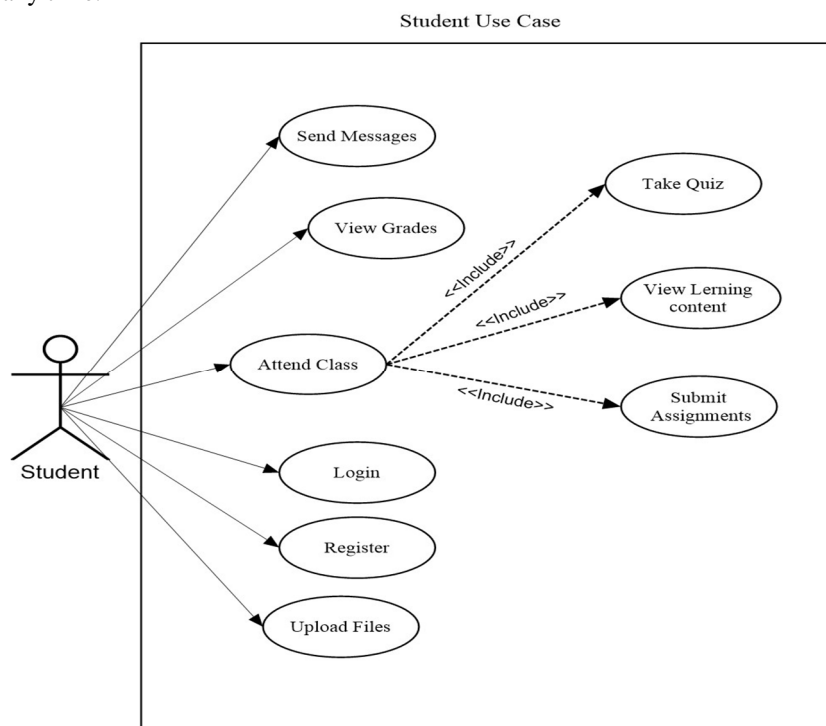 Student Use Case
Send Messages
Take Quiz
View Grades
<<Include>>
View Lerning
content
<<Include>>
Attend Class
<<Include>>
Submit
Assignments
Student
Login
Register
Upload Files